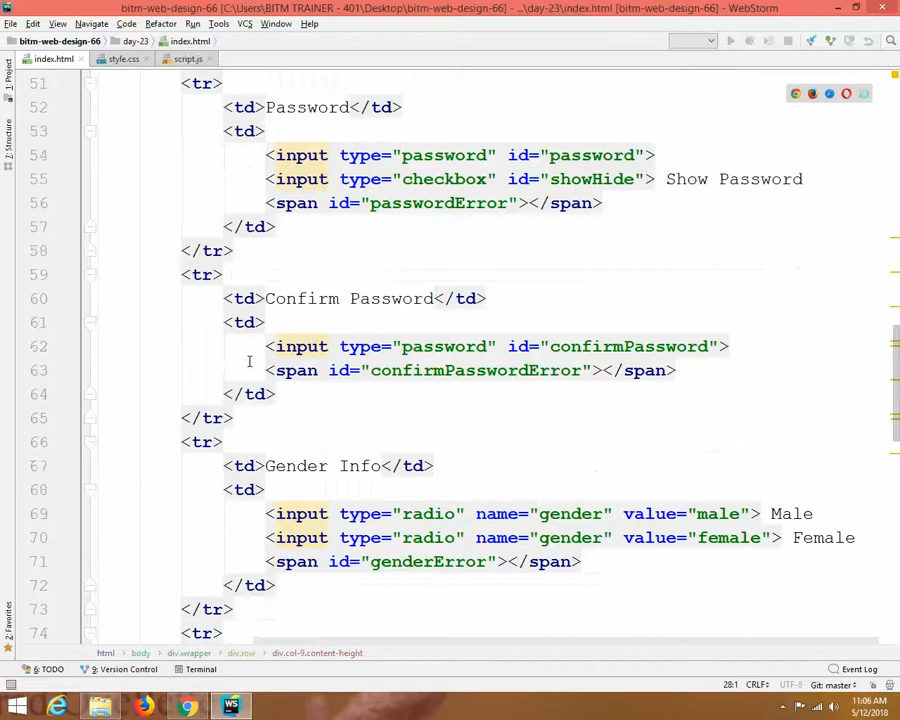 bitm-web-design-66 [C:\Users\BITM TRAINER - 401\Desktop\bitm-web-design-66] - ...\day-23\index.html [bitm-web-design-66] - WebStorm
File Edit View Navigate Code Refactor Run Tools VCS Window Help
bitm-web-design-66 day-23 index.html
index.html style.css script.js
1: Project
7: Structure
2: Favorites
51 <tr>
52 <td>Password</td>
53 <td>
54 <input type="password" id="password">
55 <input type="checkbox" id="showHide"> Show Password
56 <span id="passwordError"></span>
57 </td>
58 </tr>
59 <tr>
60 <td>Confirm Password</td>
61 <td>
62 <input type="password" id="confirmPassword">
63 <span id="confirmPasswordError"></span>
64 </td>
65 </tr>
66 <tr>
67 <td>Gender Info</td>
68 <td>
69 <input type="radio" name="gender" value="male"> Male
70 <input type="radio" name="gender" value="female"> Female
71 <span id="genderError"></span>
72 </td>
73 </tr>
74 <tr>
html body div.wrapper div.row div.col-9.content-height
6: TODO 9: Version Control Terminal Event Log
28:1 CRLF UTF-8 Git: master
WS
11:06 AM
5/12/2018